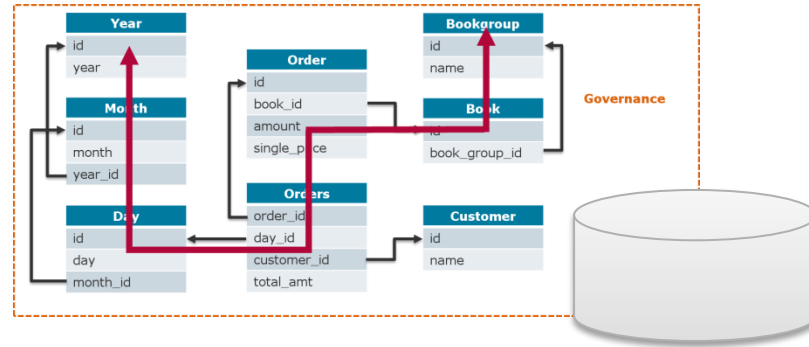 Year
id
year
Month
id
month
year_id
Day
id
day
month_id
Order
id
book_id
amount
single_price
Orders
order_id
day_id
customer_id
total_amt
Bookgroup
id
name
Book
id
book_group_id
Customer
id
name
Governance